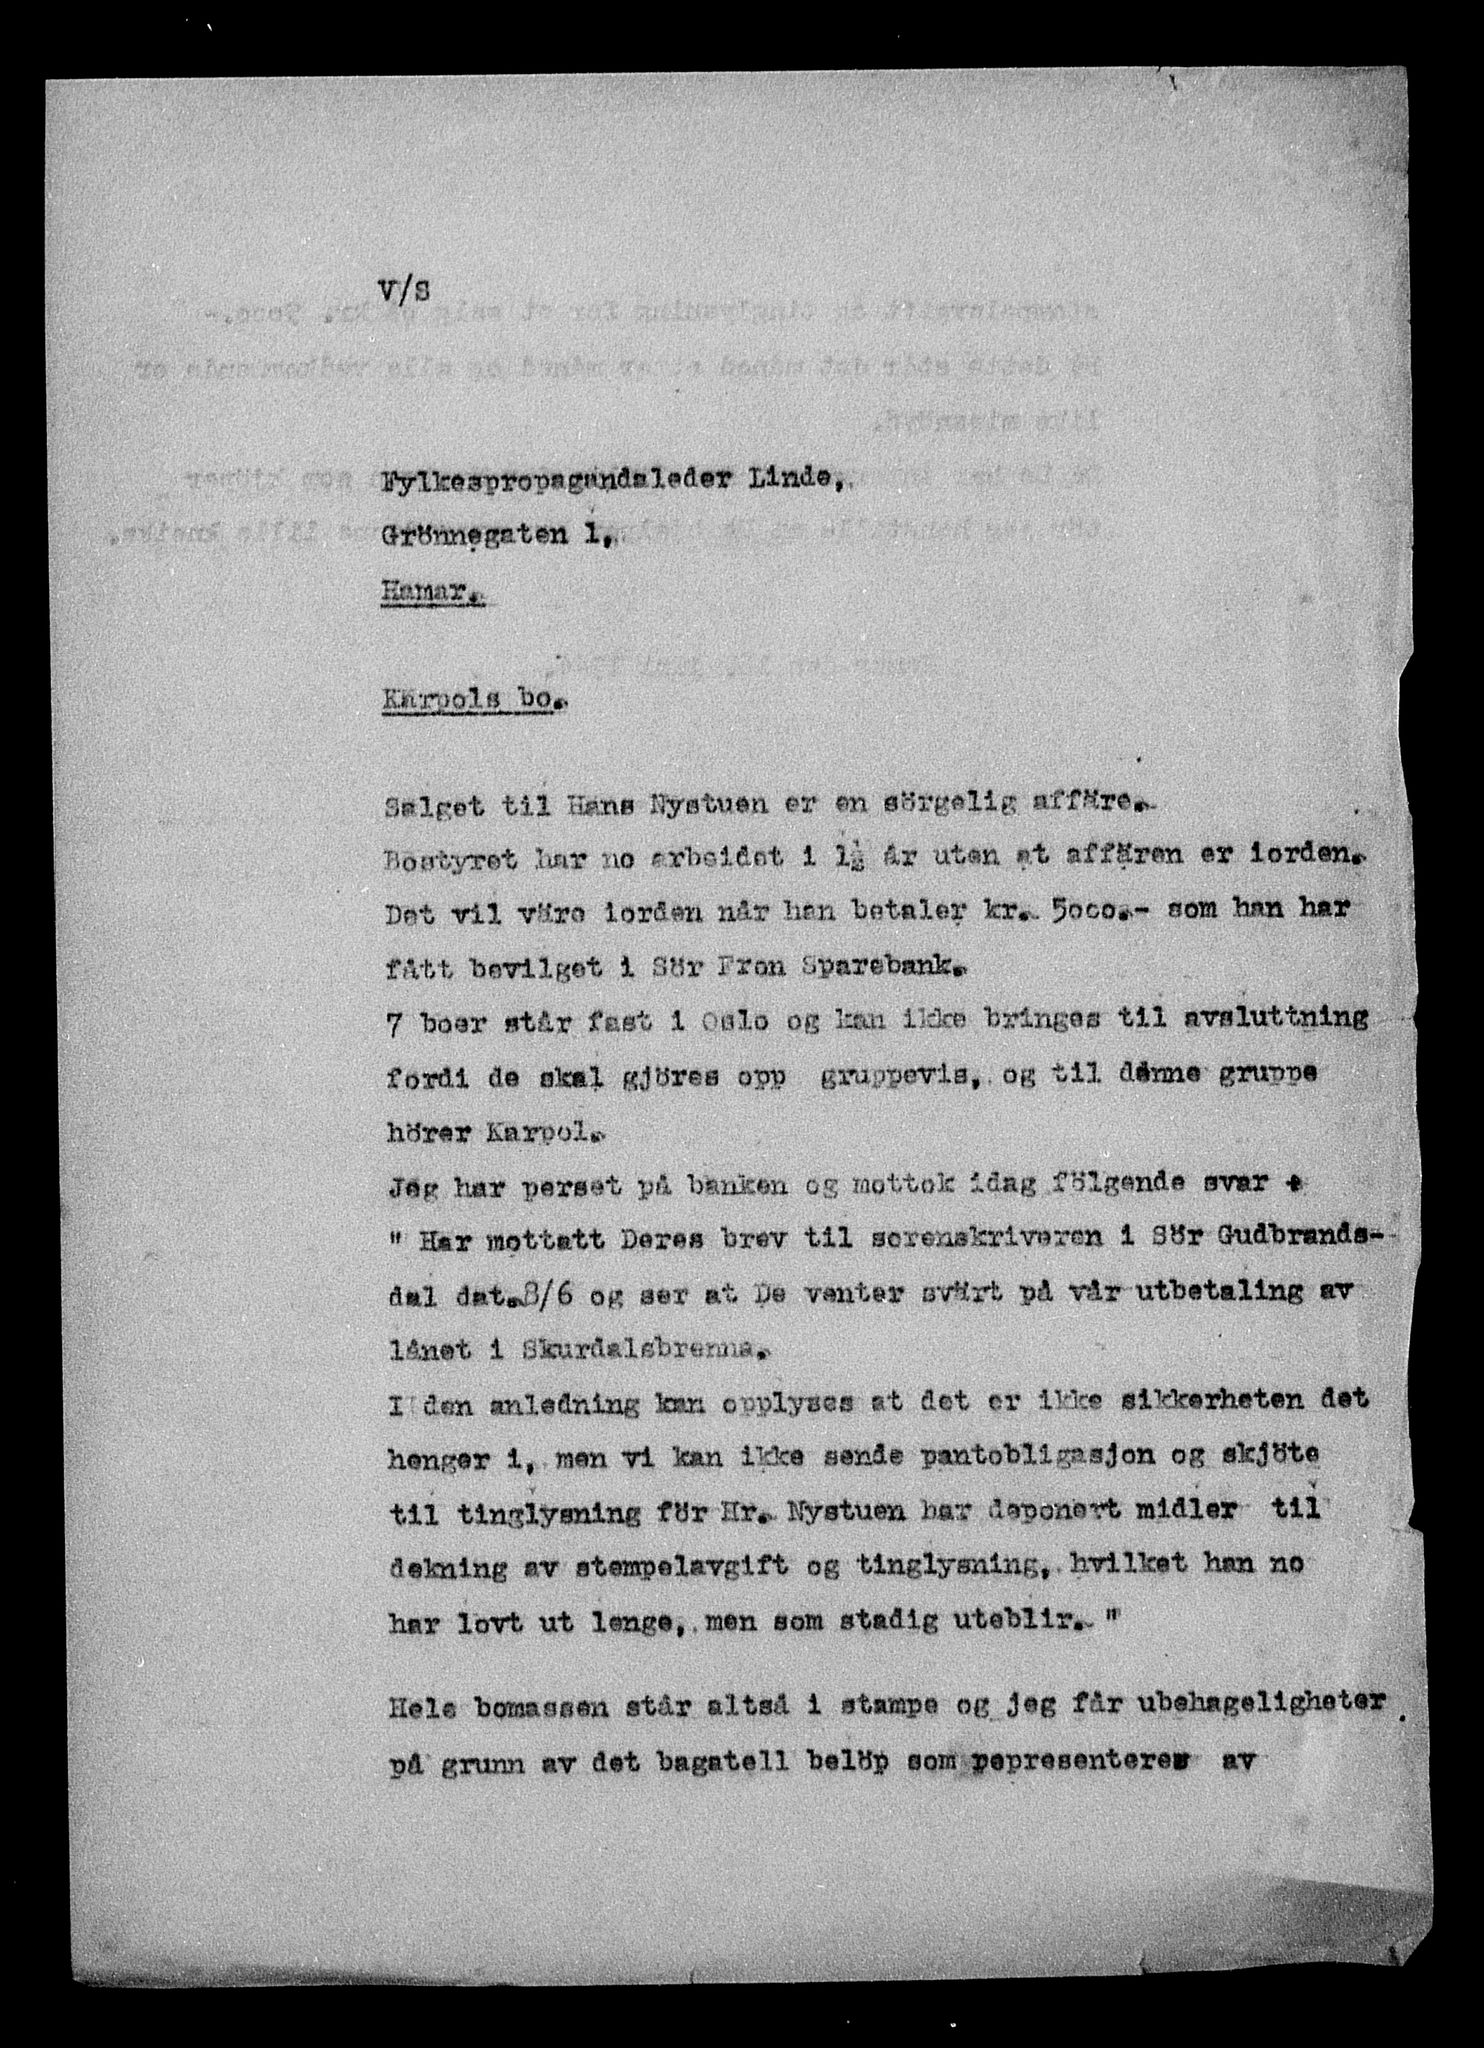 V/S
Fylkespropagandaleder Linde,
Grönnegaten 1,
Hamar.
Karpols bo.
Salget til Hans Nystuen er en sörgelig affäre.
Bostyret har no arbeidet i 1½ år uten at affären er iorden.
Det vil väre iorden når han betaler kr. 5ooo.- som han har
fått bevilget i Sör Fron Sparebank.
7 boer står fast i Oslo og kan ikke bringes til avsluttning
fordi de skal gjöres opp gruppevis, og til denne gruppe
hörer Karpol.
Jeg har perset på banken og mottok idag fölgende svar :
" Har mottatt Deres brev til sorenskriveren i Sör Gudbrands-
dal dat.8/6 og ser at De venter svärt på vår utbetaling av
lånet i Skurdalsbrenna.
I den anledning kan opplyses at det er ikke sikkerheten det
henger i, men vi kan ikke sende pantobligasjon og skjöte
til tinglysning för Hr. Nystuen har deponert midler til
dekning av stempelavgift og tinglysning, hvilket han no
har lovt ut lenge, men som stadig uteblir. "
Hele bomassen står altså i stampe og jeg får ubehageligheter
på grunn av det bagatell belöp som pepresenteres av